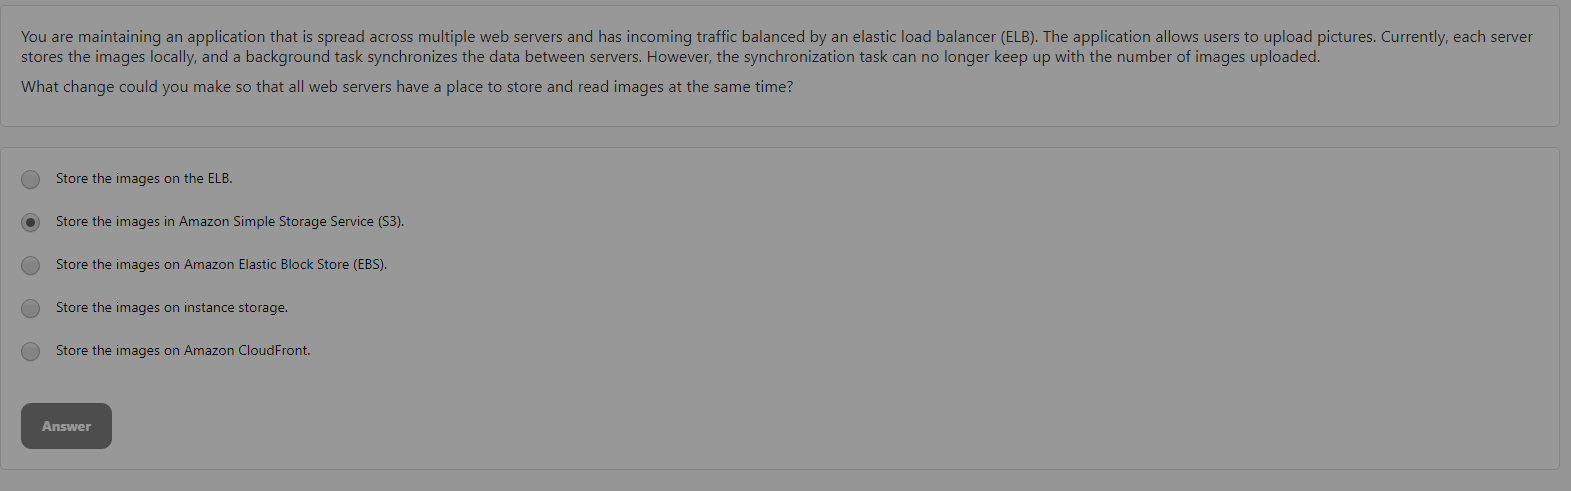 You are maintaining an application that is spread across multiple web servers and has incoming traffic balanced by an elastic load balancer (ELB). The application allows users to upload pictures. Currently, each server
stores the images locally, and a background task synchronizes the data between servers. However, the synchronization task can no longer keep up with the number of images uploaded.
What change could you make so that all web servers have a place to store and read images at the same time?
Store the images on the ELB.
Store the images in Amazon Simple Storage Service (S3).
Store the images on Amazon Elastic Block Store (EBS).
Store the images on instance storage.
Store the images on Amazon CloudFront.
Answer